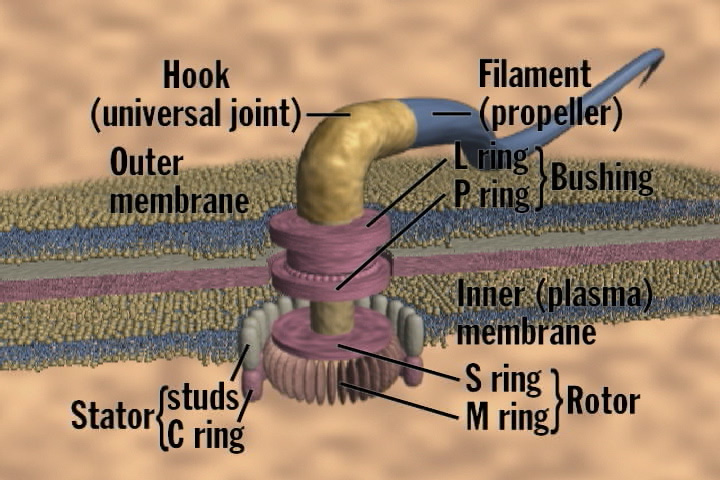 Hook
(universal joint)
Filament
(propeller)
Outer
membrane
L ring
P ring
Bushing
Inner (plasma)
membrane
S ring
M ring
Rotor
Stator
studs
C ring